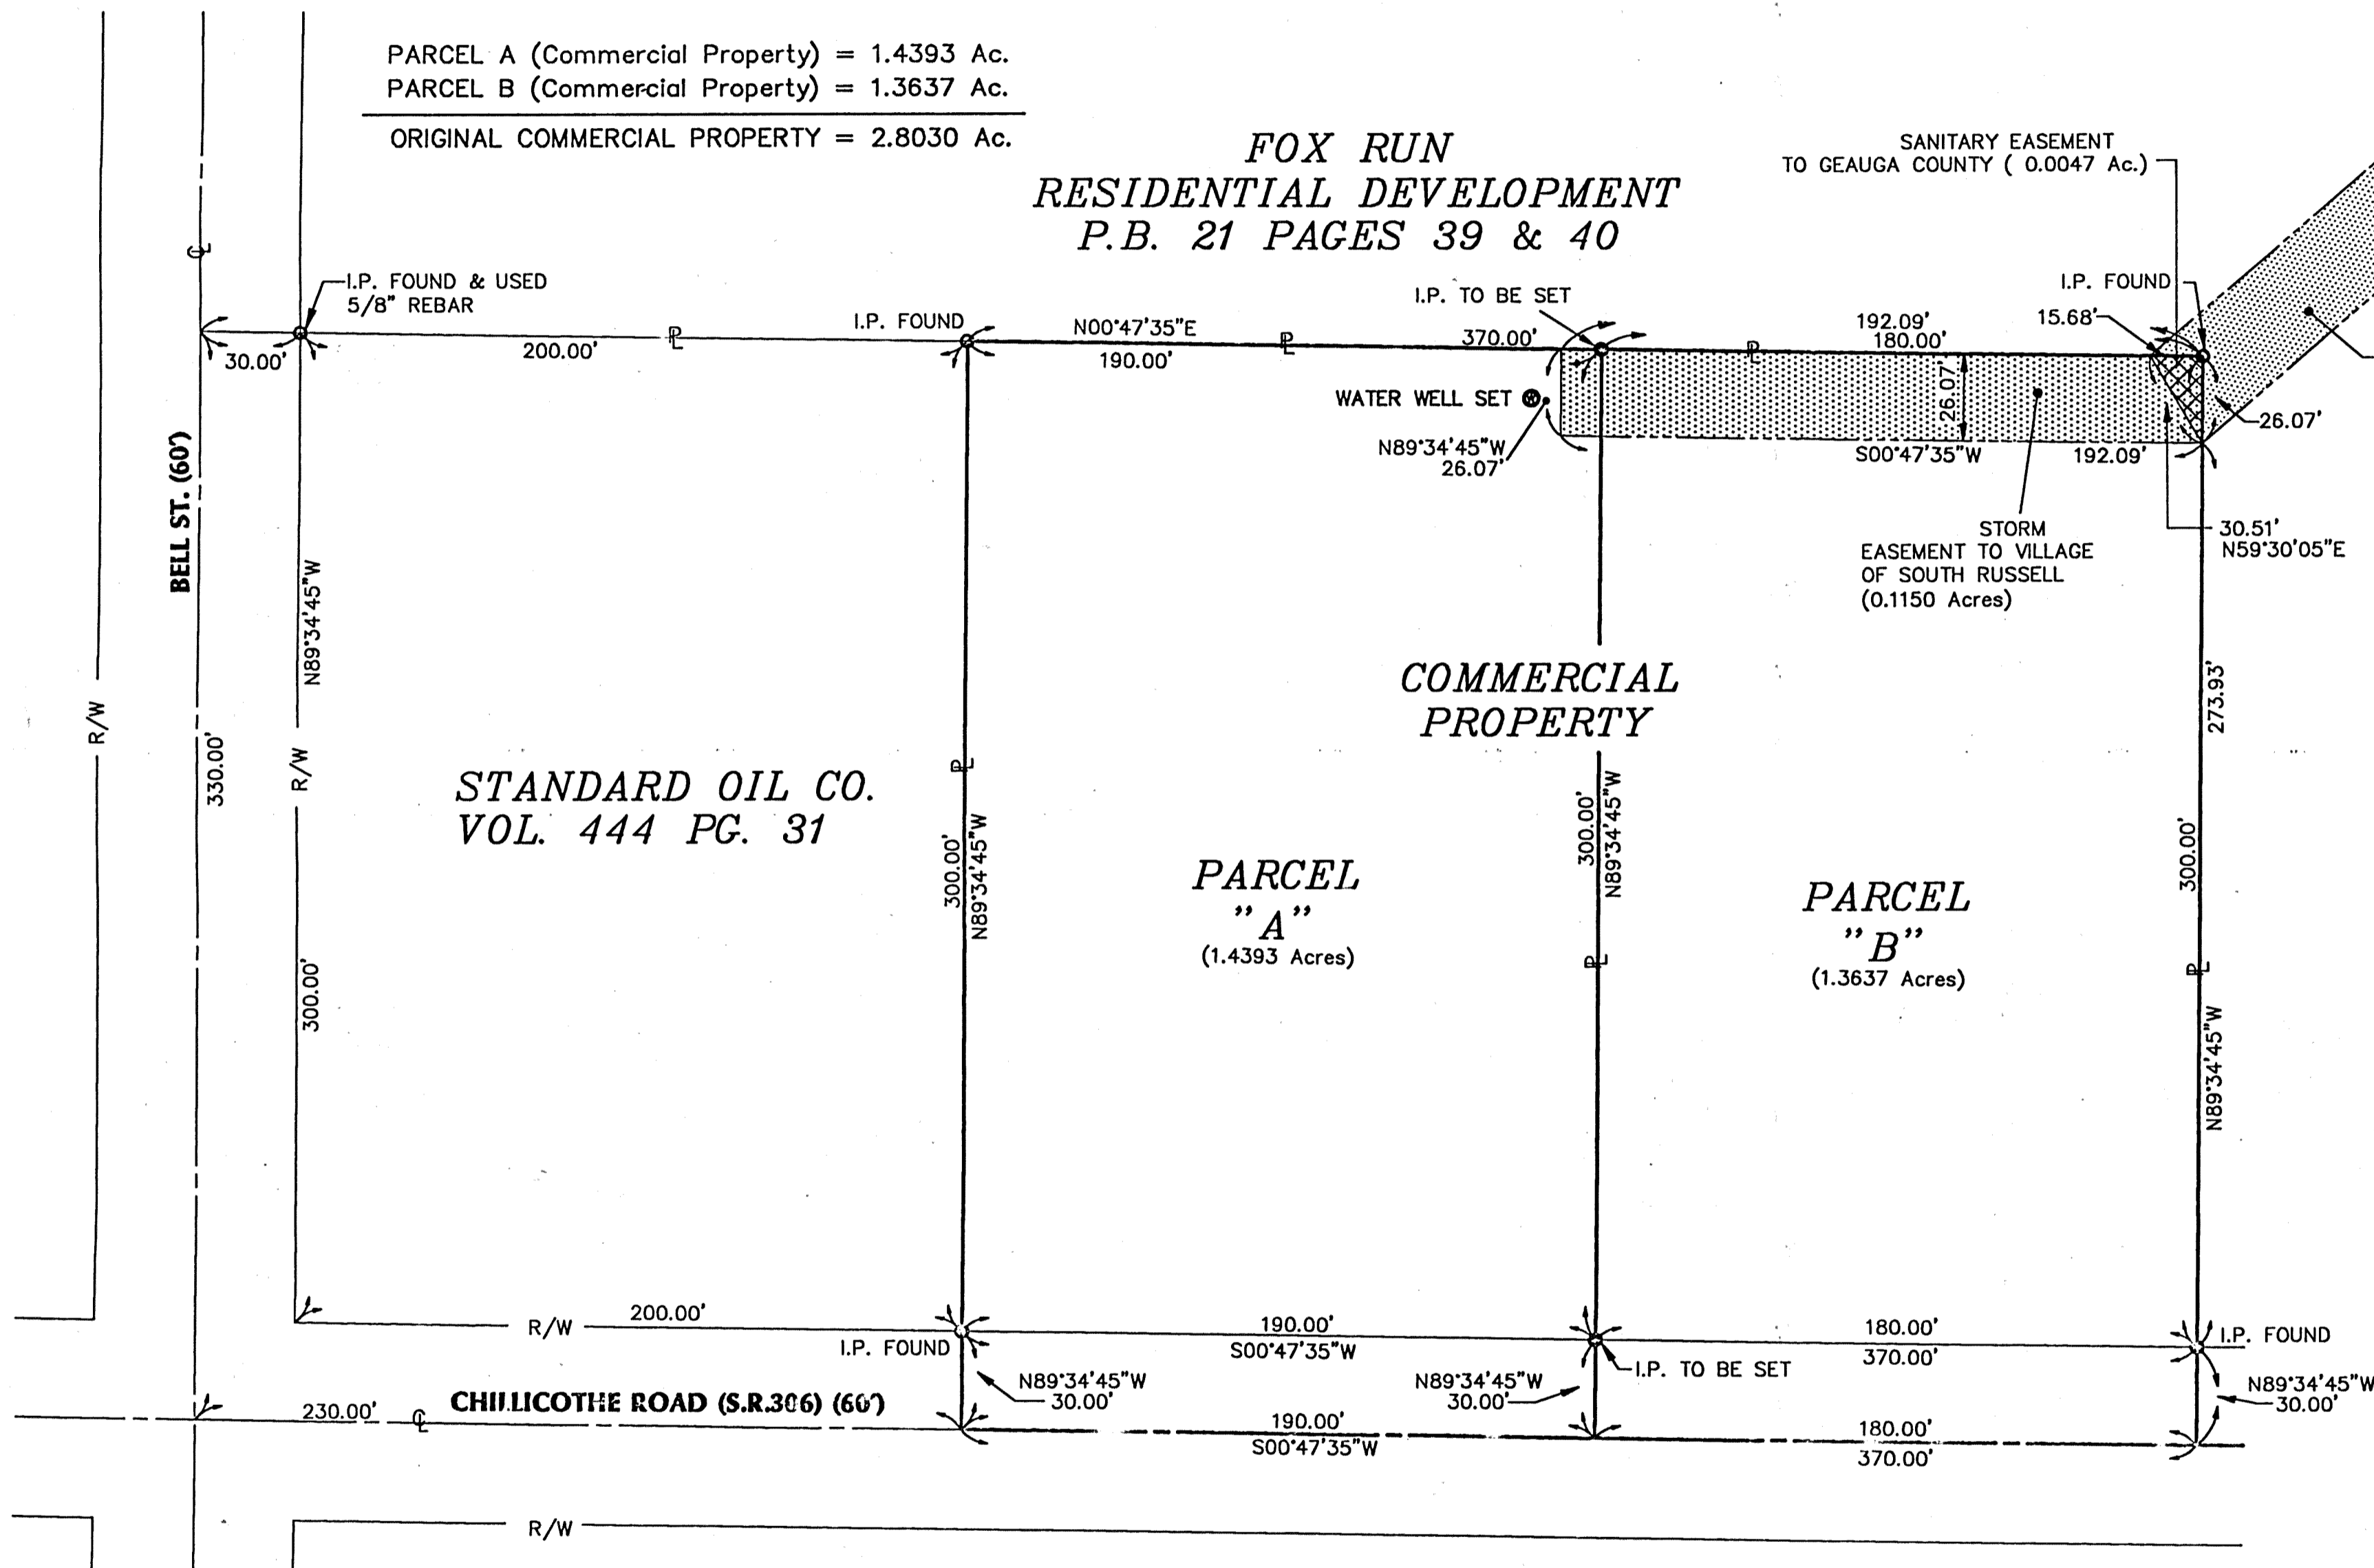 PARCEL A (Commercial Property) = 1.4393 Ac.
PARCEL B (Commercial Property) = 1.3637 Ac.
ORIGINAL COMMERCIAL PROPERTY = 2.8030 Ac.
FOX RUN
RESIDENTIAL DEVELOPMENT
P.B. 21 PAGES 39 & 40
SANITARY EASEMENT
TO GEAUGA COUNTY ( 0.0047 Ac.)
I.P. FOUND & USED
5/8" REBAR
I.P. FOUND
I.P. TO BE SET
I.P. FOUND
30.00'
200.00'
N00°47'35"E
190.00'
370.00'
192.09'
180.00'
15.68'
26.07'
26.07'
WATER WELL SET
N89°34'45"W
26.07'
S00°47'35"W
192.09'
STORM
EASEMENT TO VILLAGE
OF SOUTH RUSSELL
(0.1150 Acres)
30.51'
N59°30'05"E
BELL ST. (60')
R/W
330.00'
N89°34'45"W
R/W
300.00'
STANDARD OIL CO.
VOL. 444 PG. 31
300.00'
N89°34'45"W
COMMERCIAL
PROPERTY
300.00'
N89°34'45"W
273.93'
300.00'
N89°34'45"W
PARCEL
"A"
(1.4393 Acres)
PARCEL
"B"
(1.3637 Acres)
R/W
200.00'
I.P. FOUND
190.00'
S00°47'35"W
180.00'
370.00'
I.P. FOUND
I.P. TO BE SET
N89°34'45"W
30.00'
N89°34'45"W
30.00'
N89°34'45"W
30.00'
230.00'
CHILLICOTHE ROAD (S.R.306) (60')
190.00'
S00°47'35"W
180.00'
370.00'
R/W